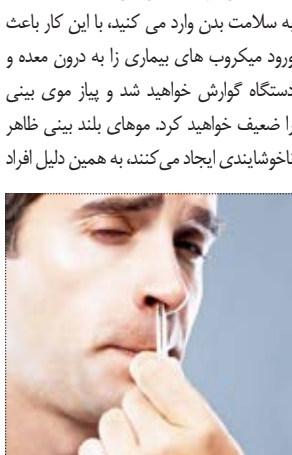 به سلامت بدن وارد می کنید، با این کار باعث
ورود میکروب های بیماری زا به درون معده و
دستگاه گوارش خواهید شد و پیاز موی بینی
را ضعیف خواهید کرد. موهای بلند بینی ظاهر
ناخوشایندی ایجاد می‌کنند، به همین دلیل افراد